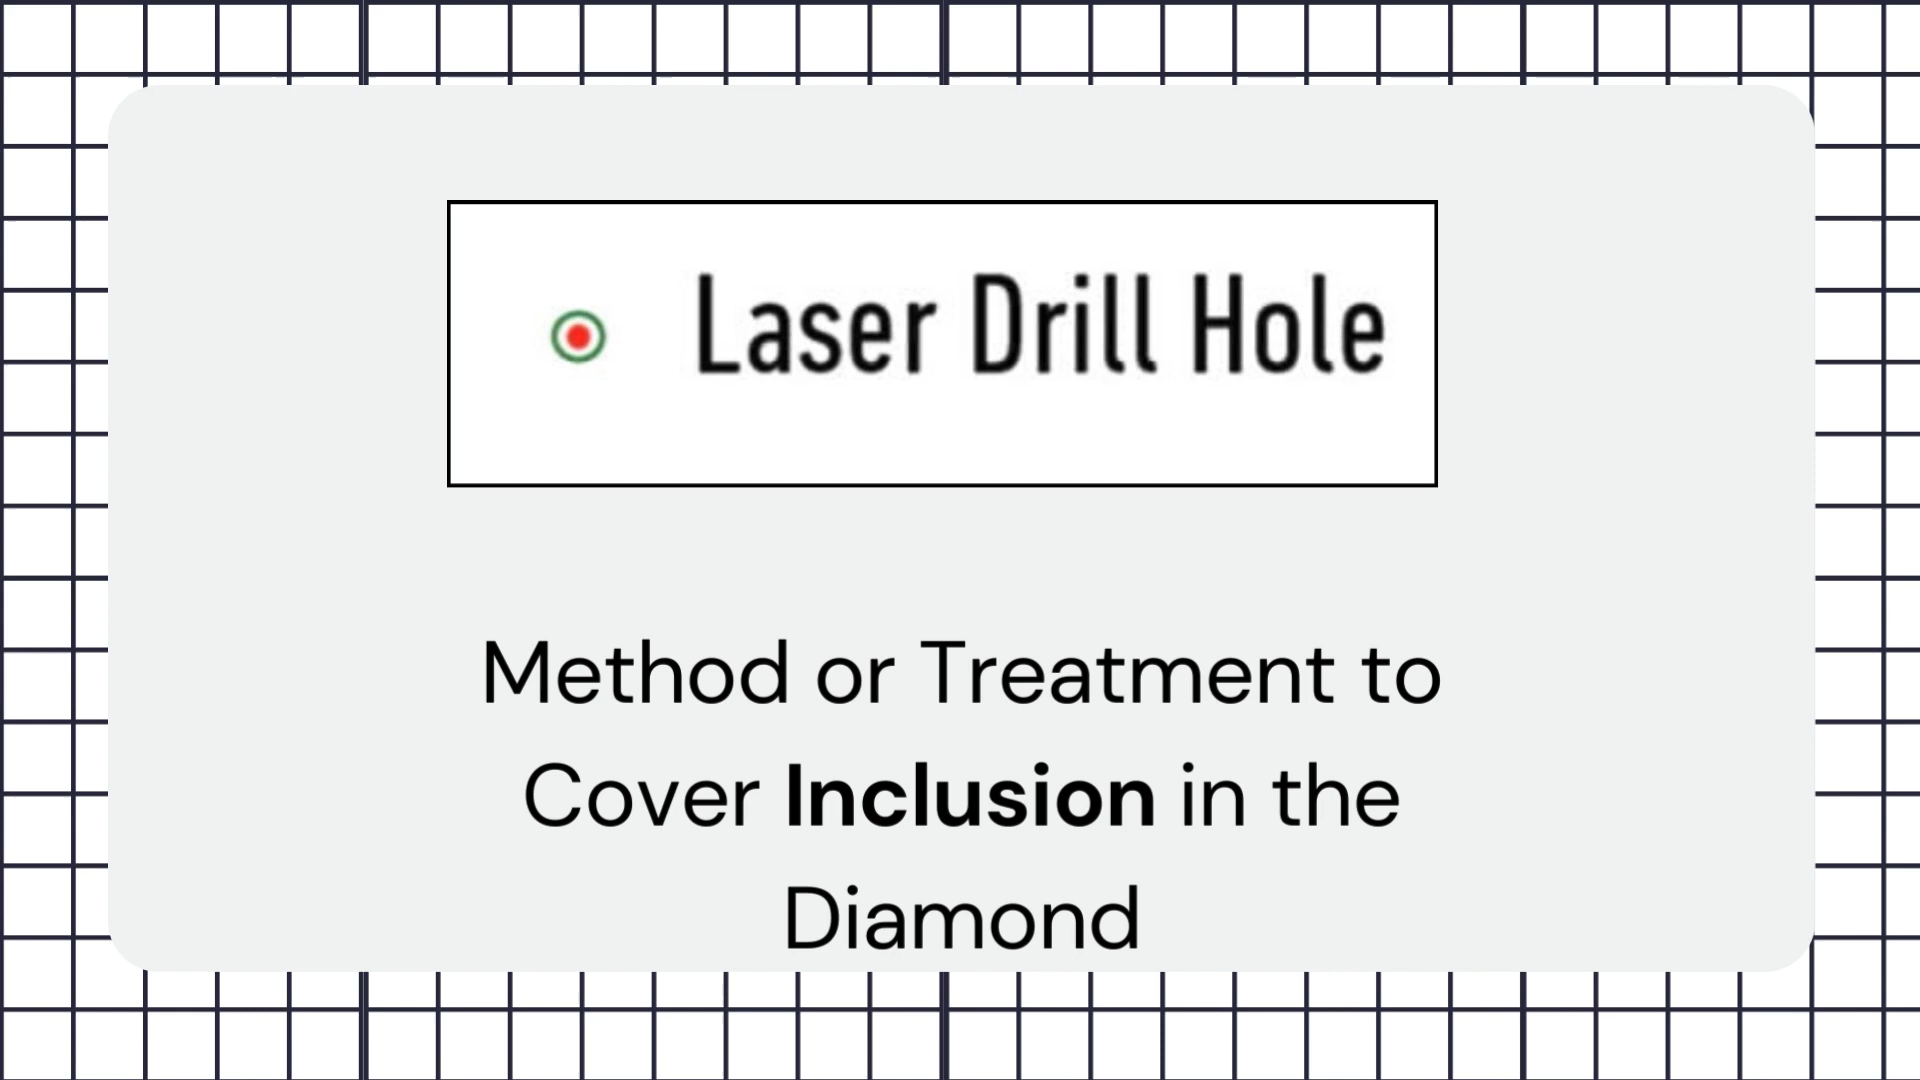 Laser Drill Hole
Method or Treatment to
Cover Inclusion in the
Diamond